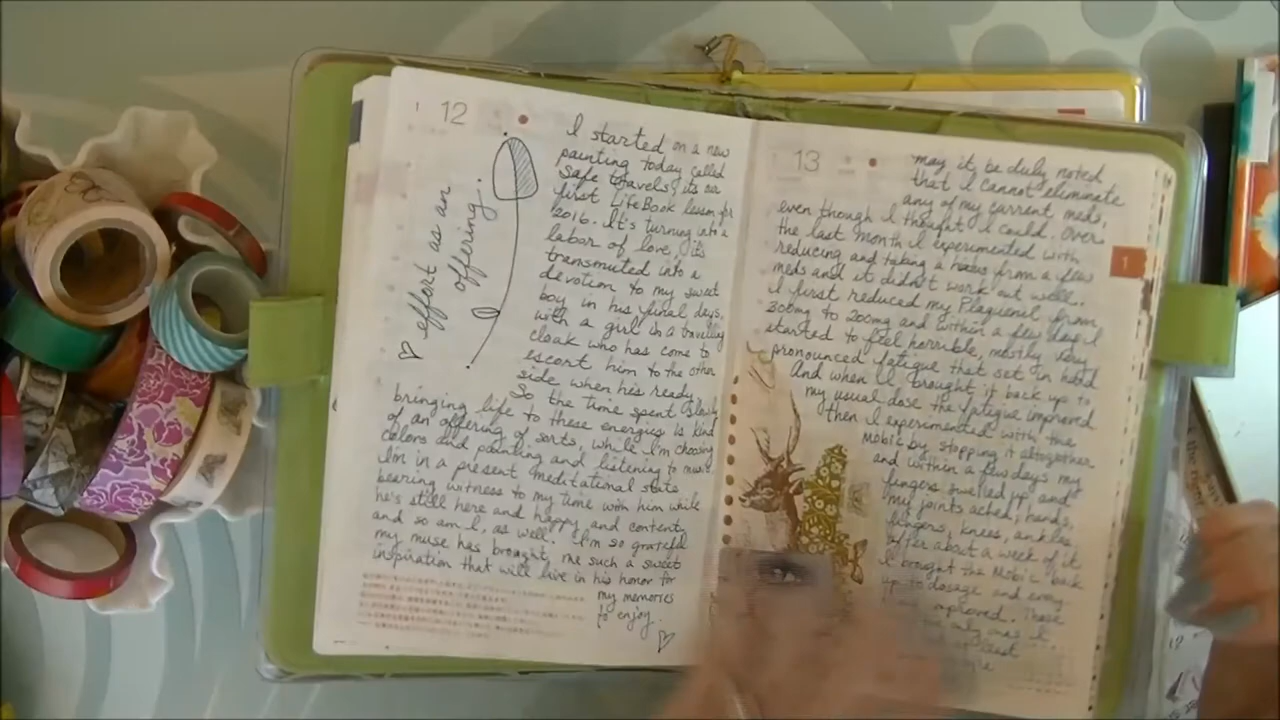 1 12
I started on a new
painting today called
safe travels, its our
first LifeBook lesson for
2016. It's turning into a
labor of love, it's
transmuted into a
devotion to my sweet
boy in his final days,
with a girl in a travelling
cloak who has come to
escort him to the other
side when his ready.
So the time spent slowly
bringing life to these energies is kind
of an offering of sorts, while I'm choosing
colors and painting and listening to music
I'm in a present meditational state
bearing witness to my time with him while
he's still here and happy and contently
and so am I, as well. I'm so grateful
my muse has brought me such a sweet
inspiration that will live in his honor for
my memories
to enjoy.
♡ effort as an
offering.
13
may it be duly noted
that I cannot eliminate
any of my current meds,
even though I thought I could. Over
the last month I experimented with
reducing and taking a hiatus from a few
meds and it didn't work out well.
I first reduced my Plaquenil from
300mg to 200mg and within a few days I
started to feel horrible, mostly very
pronounced fatigue that set in hard
And when I brought it back up to
my usual dose the fatigue improved
then I experimented with the
Mobic by stopping it altogether
and within a few days my
fingers swelled up and
my joints ached; hands,
fingers, knees, ankles
after about a week of it
I brought the Mobic back
up to dosage and every
improved. Those
1